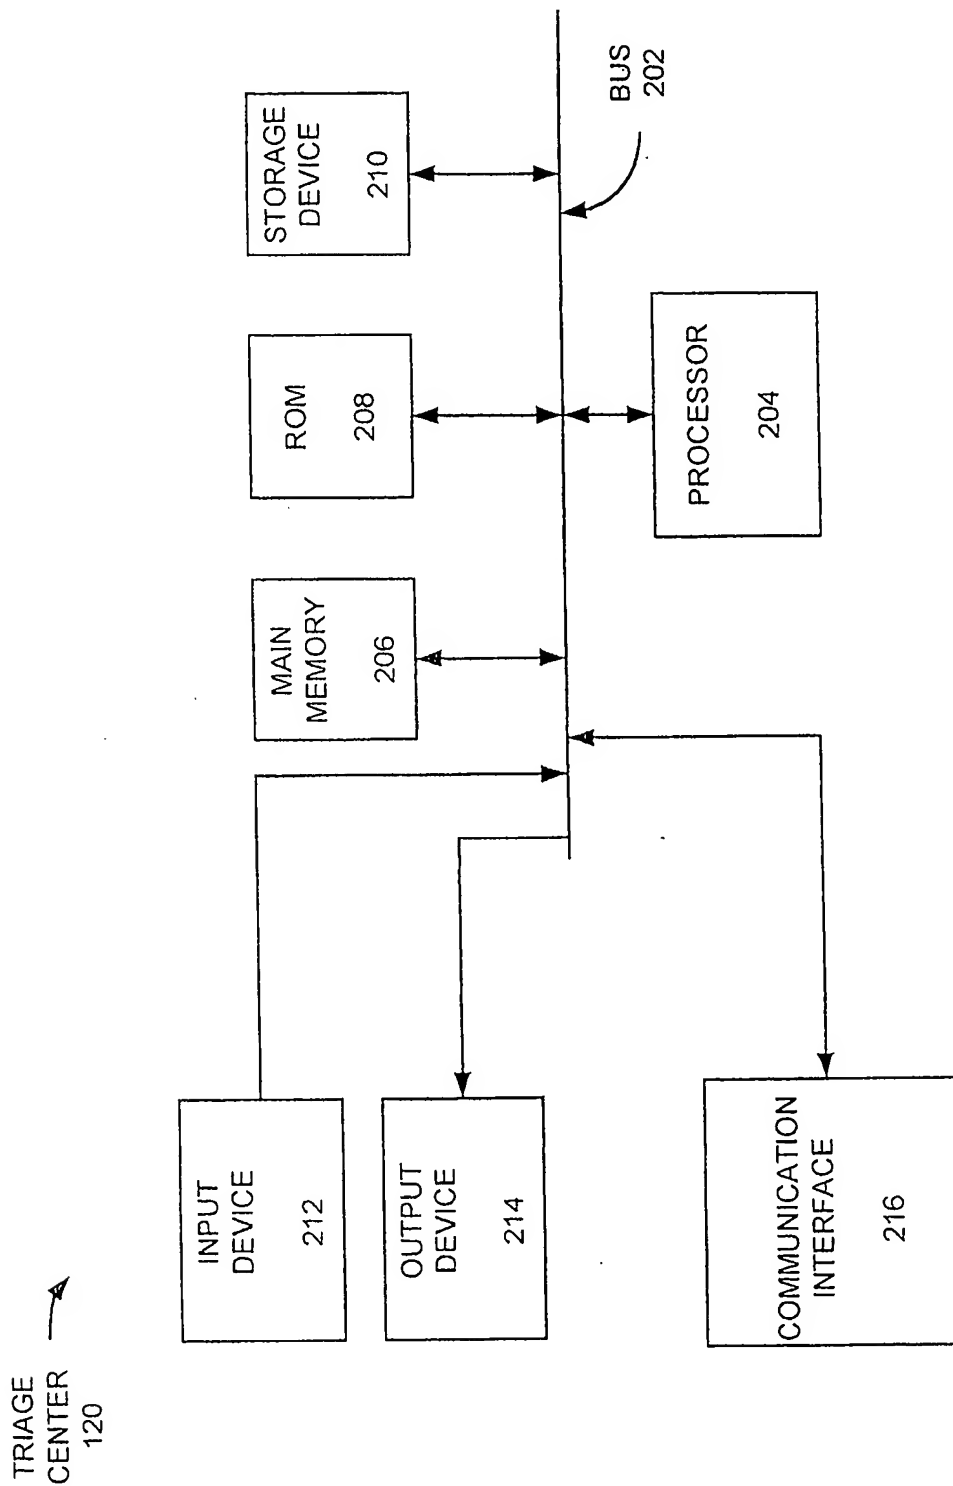 TRIAGE
CENTER
120
INPUT
DEVICE
212
MAIN
MEMORY
206
ROM
208
STORAGE
DEVICE
210
OUTPUT
DEVICE
214
BUS
202
COMMUNICATION
INTERFACE
216
PROCESSOR
204